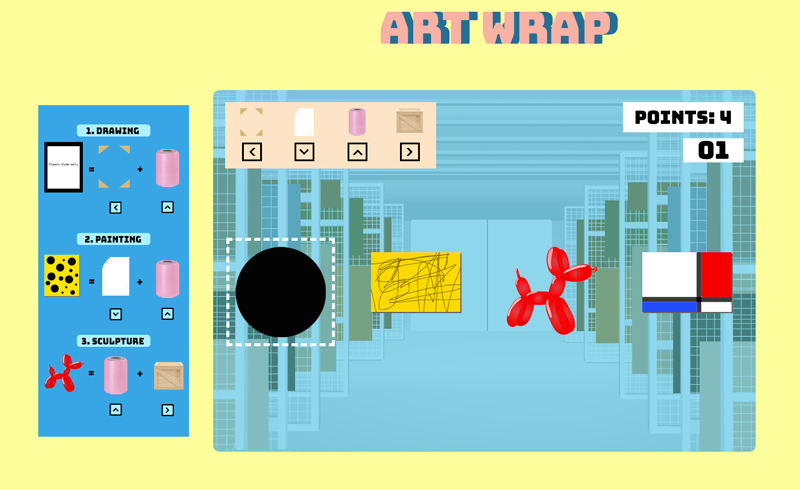 ART WRAP
1. DRAWING
=
+
2. PAINTING
=
+
3. SCULPTURE
=
+
POINTS: 4
01